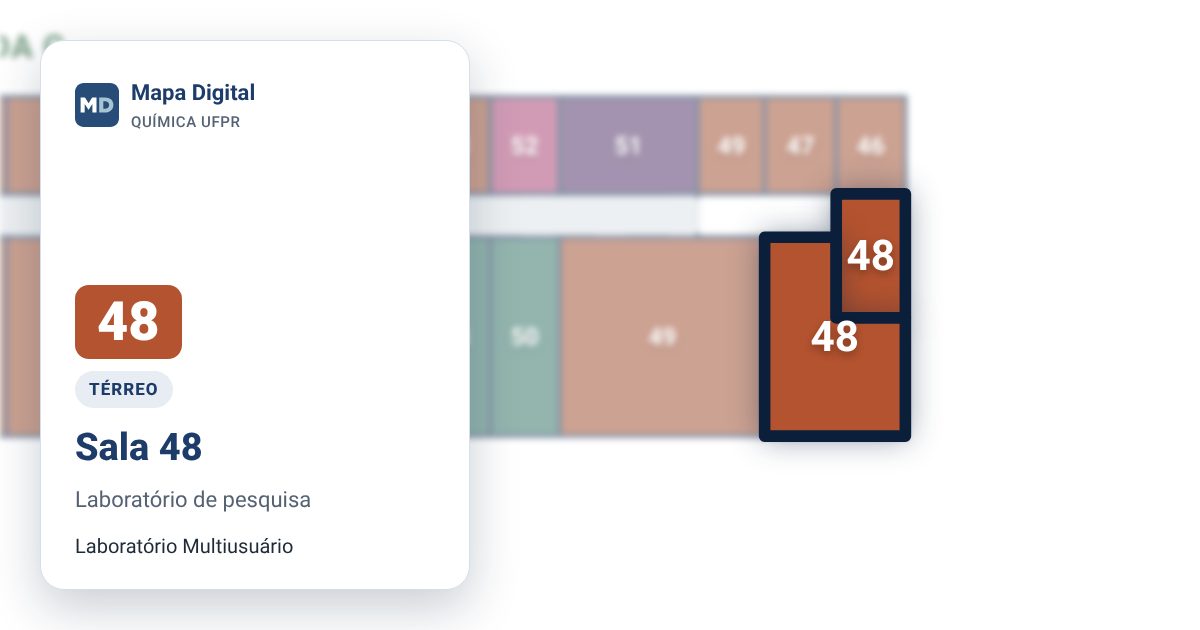 MD
Mapa Digital
QUÍMICA UFPR
48
TÉRREO
Sala 48
Laboratório de pesquisa
Laboratório Multiusuário
52
51
49
47
46
48
50
49
48